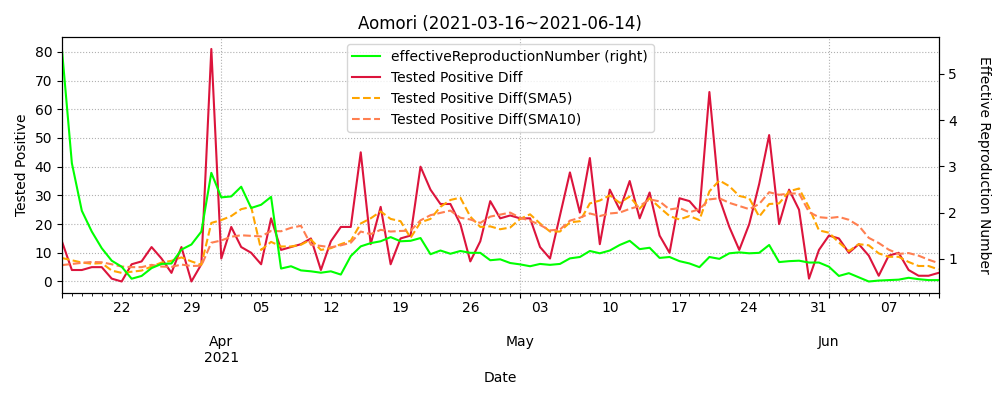 Aomori (2021-03-16~2021-06-14)
effectiveReproductionNumber (right)
Tested Positive Diff
Tested Positive Diff(SMA5)
Tested Positive Diff(SMA10)
Tested Positive
80
70
60
50
40
30
20
10
0
5
4
3
2
1
Effective Reproduction Number
22 29 05 12 19 26 03 10 17 24 31 07
Apr May Jun
2021
Date